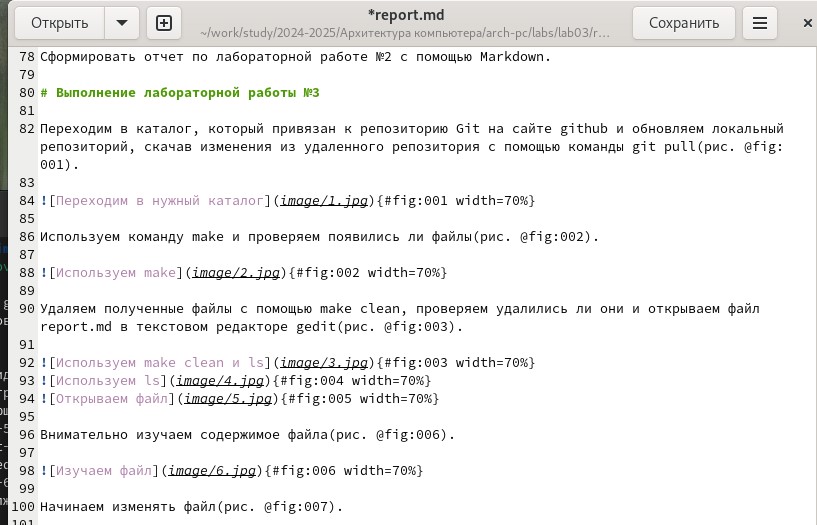 Открыть
*report.md
~/work/study/2024-2025/Архитектура компьютера/arch-pc/labs/lab03/r…
Сохранить
78 Сформировать отчет по лабораторной работе №2 с помощью Markdown.
79
80 # Выполнение лабораторной работы №3
81
82 Переходим в каталог, который привязан к репозиторию Git на сайте github и обновляем локальный
репозиторий, скачав изменения из удаленного репозитория с помощью команды git pull(рис. @fig:
001).
83
84 ![Переходим в нужный каталог](image/1.jpg){#fig:001 width=70%}
85
86 Используем команду make и проверяем появились ли файлы(рис. @fig:002).
87
88 ![Используем make](image/2.jpg){#fig:002 width=70%}
89
90 Удаляем полученные файлы с помощью make clean, проверяем удалились ли они и открываем файл
report.md в текстовом редакторе gedit(рис. @fig:003).
91
92 ![Используем make clean и ls](image/3.jpg){#fig:003 width=70%}
93 ![Используем ls](image/4.jpg){#fig:004 width=70%}
94 ![Открываем файл](image/5.jpg){#fig:005 width=70%}
95
96 Внимательно изучаем содержимое файла(рис. @fig:006).
97
98 ![Изучаем файл](image/6.jpg){#fig:006 width=70%}
99
100 Начинаем изменять файл(рис. @fig:007).
101